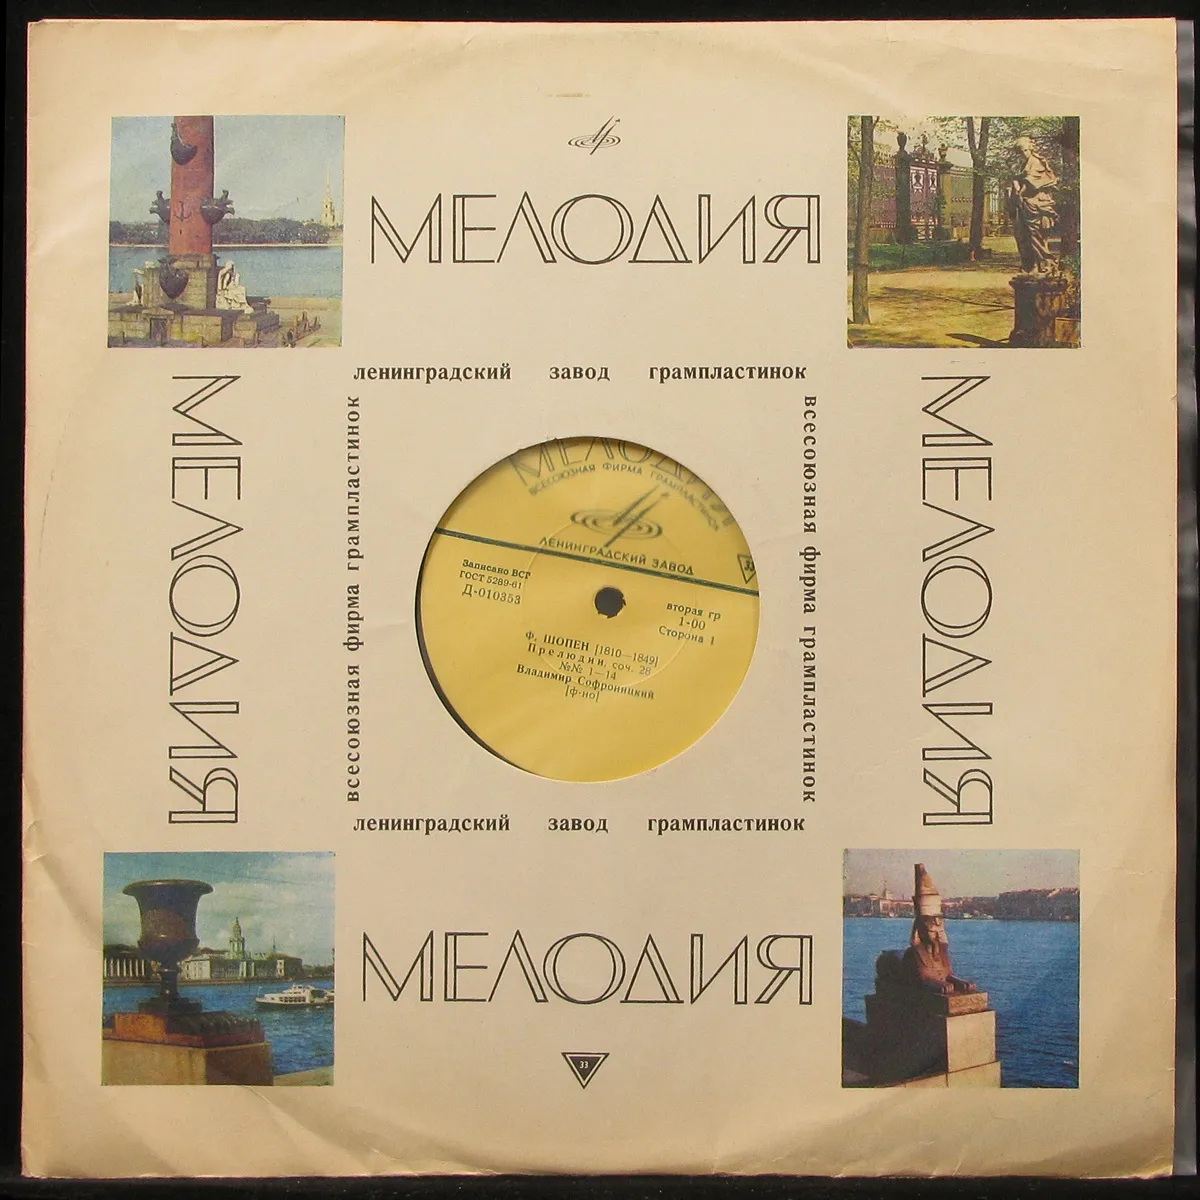 МЕЛОДИЯ
ленинградский завод грампластинок
МЕЛОДИЯ
всесоюзная фирма грампластинок
МЕЛОДИЯ
ВСЕСОЮЗНАЯ ФИРМА ГРАМПЛАСТИНОК
ЛЕНИНГРАДСКИЙ ЗАВОД
33
Записано ВСГ
ГОСТ 5289-61
Д-010353
вторая гр
1-00
Сторона 1
Ф. ШОПЕН [1810—1849]
Прелюдии, соч. 28
№№ 1—14
Владимир Софроницкий
[ф-но]
всесоюзная фирма грампластинок
МЕЛОДИЯ
ленинградский завод грампластинок
МЕЛОДИЯ
33